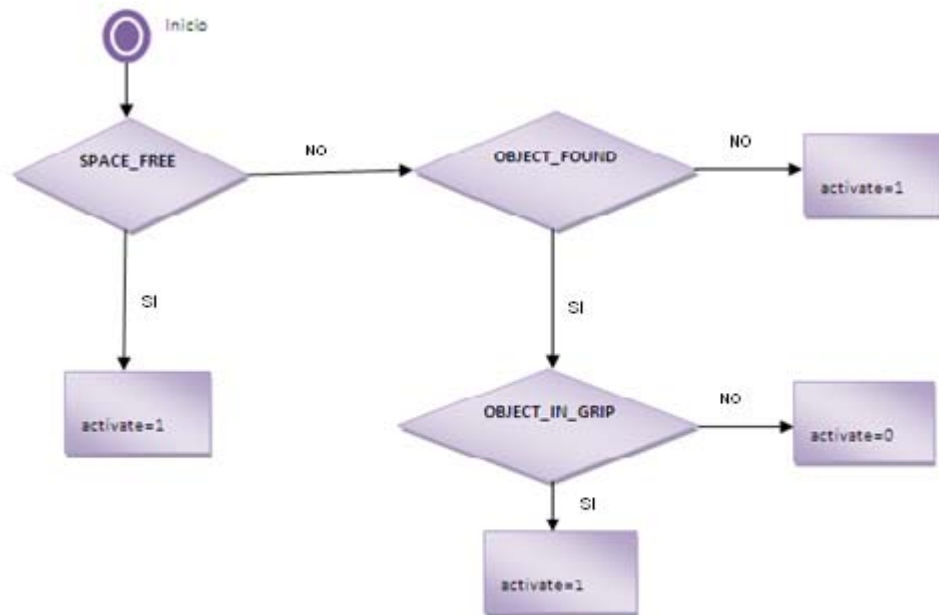 Inicio
SPACE_FREE
NO
OBJECT_FOUND
NO
activate=1
SI
SI
activate=1
OBJECT_IN_GRIP
NO
activate=0
SI
activate=1